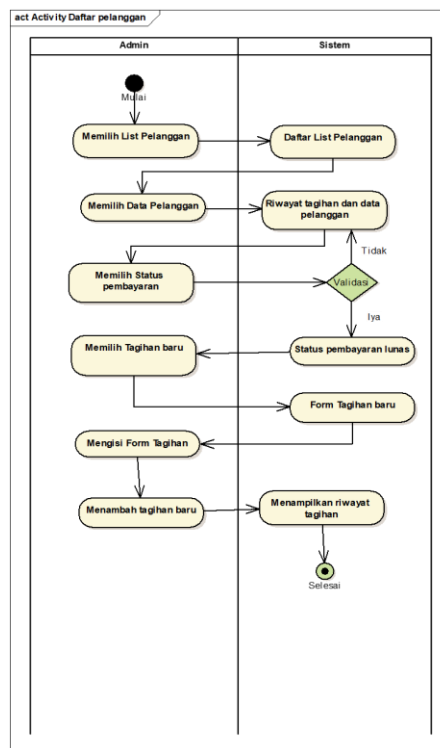 act Activity Daftar pelanggan
Admin
Sistem
Mulai
Memilih List Pelanggan
Daftar List Pelanggan
Memilih Data Pelanggan
Riwayat tagihan dan data
pelanggan
Tidak
Memilih Status
pembayaran
Validasi
Iya
Memilih Tagihan baru
Status pembayaran lunas
Form Tagihan baru
Mengisi Form Tagihan
Menambah tagihan baru
Menampilkan riwayat
tagihan
Selesai